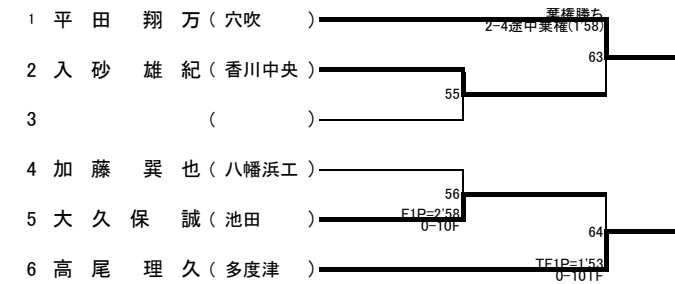 1 平 田 翔 万 ( 穴吹 )
棄権勝ち
2-4途中棄権(1'58)
63
2 入 砂 雄 紀 ( 香川中央 )
55
3 ( )
4 加 藤 巽 也 ( 八幡浜工 )
56
5 大 久 保 誠 ( 池田 )
F1P=2'58
0-10F
64
6 高 尾 理 久 ( 多度津 )
TF1P=1'53
0-10TF